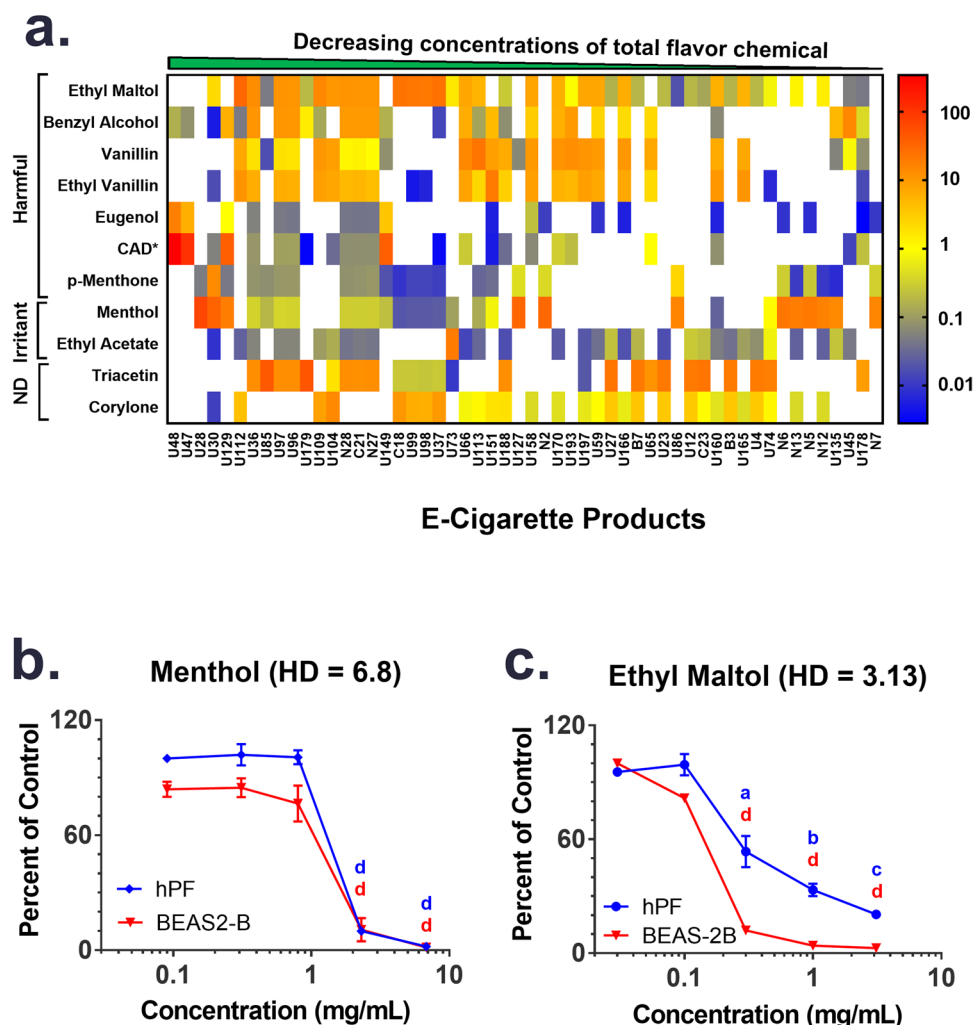 a.
Decreasing concentrations of total flavor chemical
Harmful
Irritant
ND
Ethyl Maltol
Benzyl Alcohol
Vanillin
Ethyl Vanillin
Eugenol
CAD*
p-Menthone
Menthol
Ethyl Acetate
Triacetin
Corylone
100
10
1
0.1
0.01
U48 U47 U28 U30 U129 U112 U36 U85 U97 U96 U179 U109 U104 N28 C21 N27 U149 C18 U99 U98 U37 U73 U66 U113 U151 U188 U127 U158 N2 U170 U193 U197 U59 U27 U166 B7 U65 U23 U86 U12 C23 U160 B3 U165 U4 U74 N6 N13 N5 N12 U135 U45 U178 N7
E-Cigarette Products
b.
Menthol (HD = 6.8)
Percent of Control
120
60
0
d
d
d
d
hPF
BEAS2-B
0.1 1 10
Concentration (mg/mL)
c.
Ethyl Maltol (HD = 3.13)
Percent of Control
120
60
0
a
d
b
d
c
d
hPF
BEAS-2B
0.1 1 10
Concentration (mg/mL)